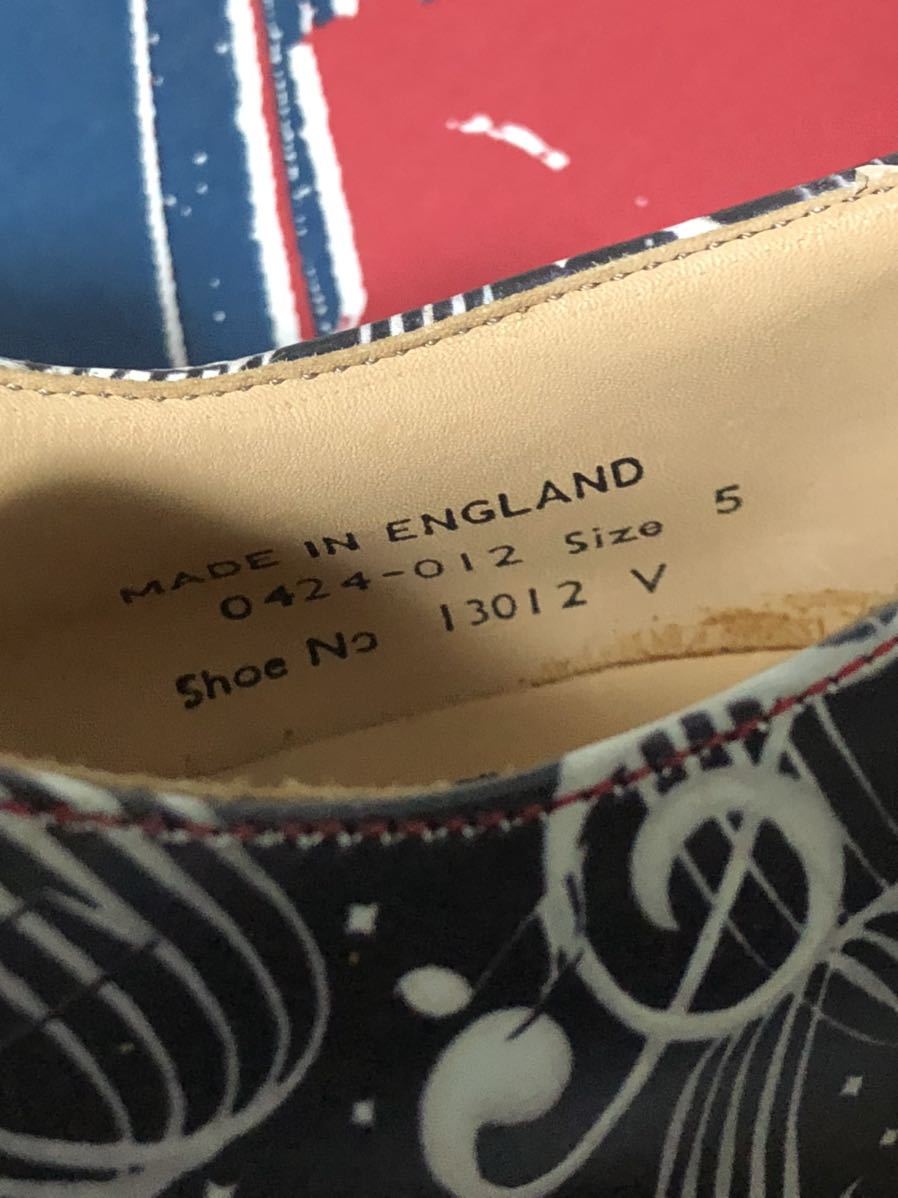 MADE IN ENGLAND
0424-012 Size 5
Shoe No 13012 V